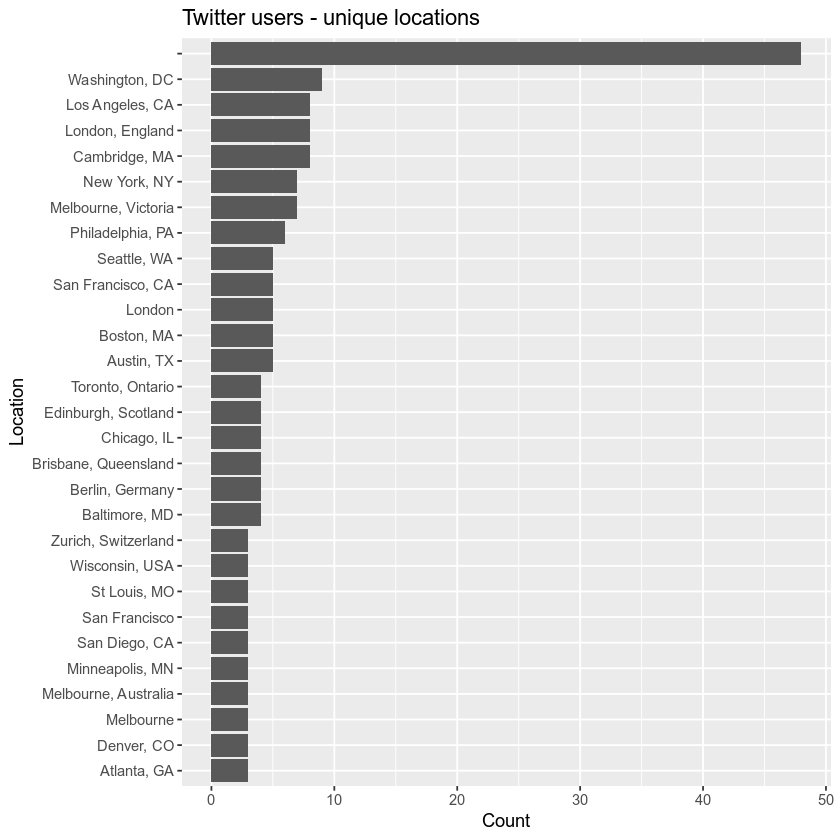 Twitter users - unique locations
Washington, DC
Los Angeles, CA
London, England
Cambridge, MA
New York, NY
Melbourne, Victoria
Philadelphia, PA
Seattle, WA
San Francisco, CA
London
Boston, MA
Austin, TX
Toronto, Ontario
Edinburgh, Scotland
Chicago, IL
Brisbane, Queensland
Berlin, Germany
Baltimore, MD
Zurich, Switzerland
Wisconsin, USA
St Louis, MO
San Francisco
San Diego, CA
Minneapolis, MN
Melbourne, Australia
Melbourne
Denver, CO
Atlanta, GA
Location
0 10 20 30 40 50
Count